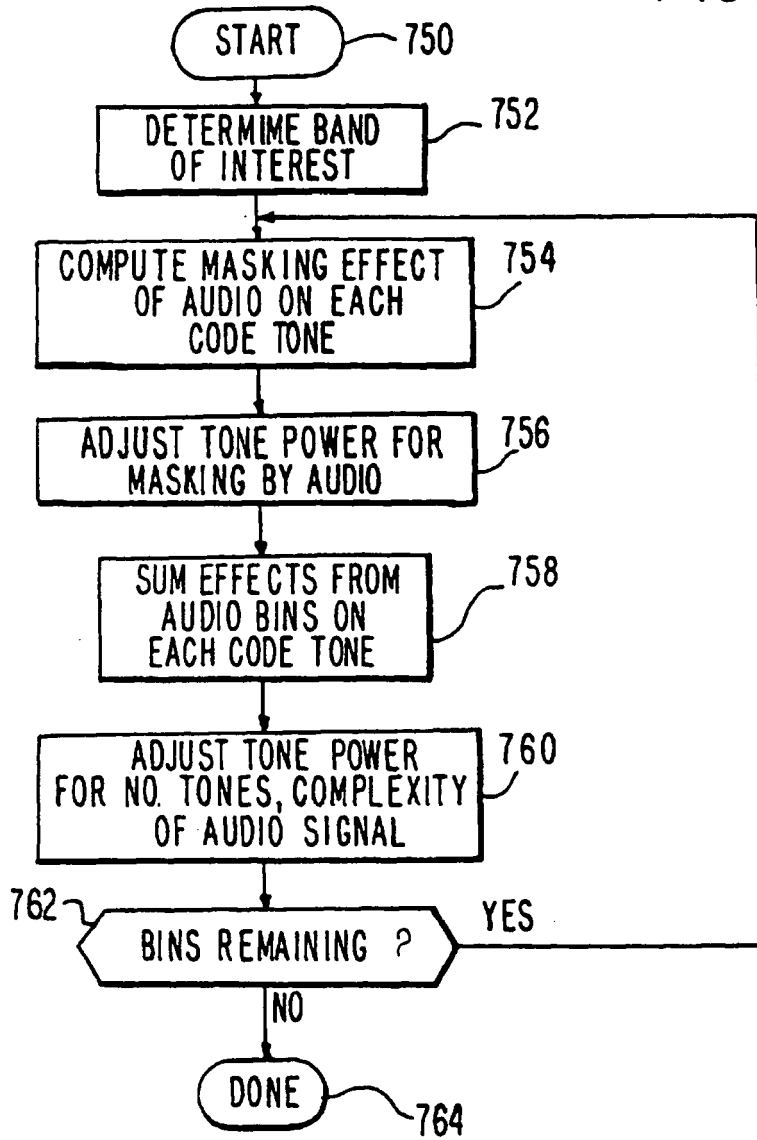 START
750
DETERMIME BAND
OF INTEREST
752
COMPUTE MASKING EFFECT
OF AUDIO ON EACH
CODE TONE
754
ADJUST TONE POWER FOR
MASKING BY AUDIO
756
SUM EFFECTS FROM
AUDIO BINS ON
EACH CODE TONE
758
ADJUST TONE POWER
FOR NO. TONES, COMPLEXITY
OF AUDIO SIGNAL
760
762
BINS REMAINING ?
YES
NO
DONE
764